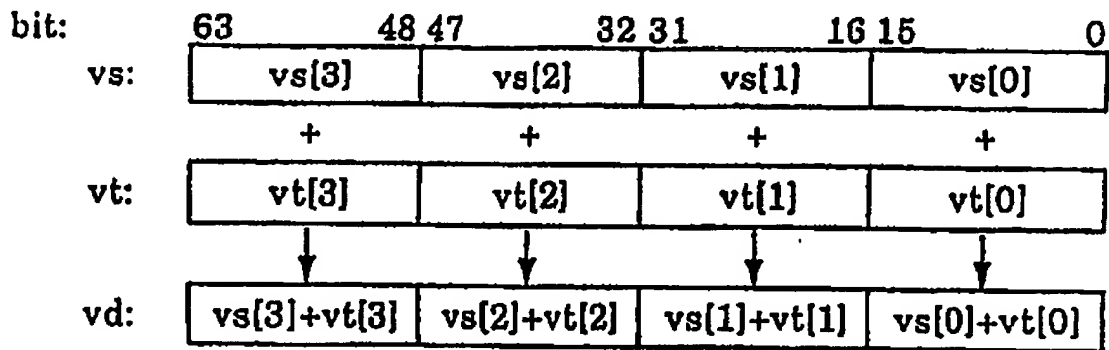 bit: 63 48 47 32 31 16 15 0
vs: vs[3] vs[2] vs[1] vs[0]
+ + + +
vt: vt[3] vt[2] vt[1] vt[0]
vd: vs[3]+vt[3] vs[2]+vt[2] vs[1]+vt[1] vs[0]+vt[0]